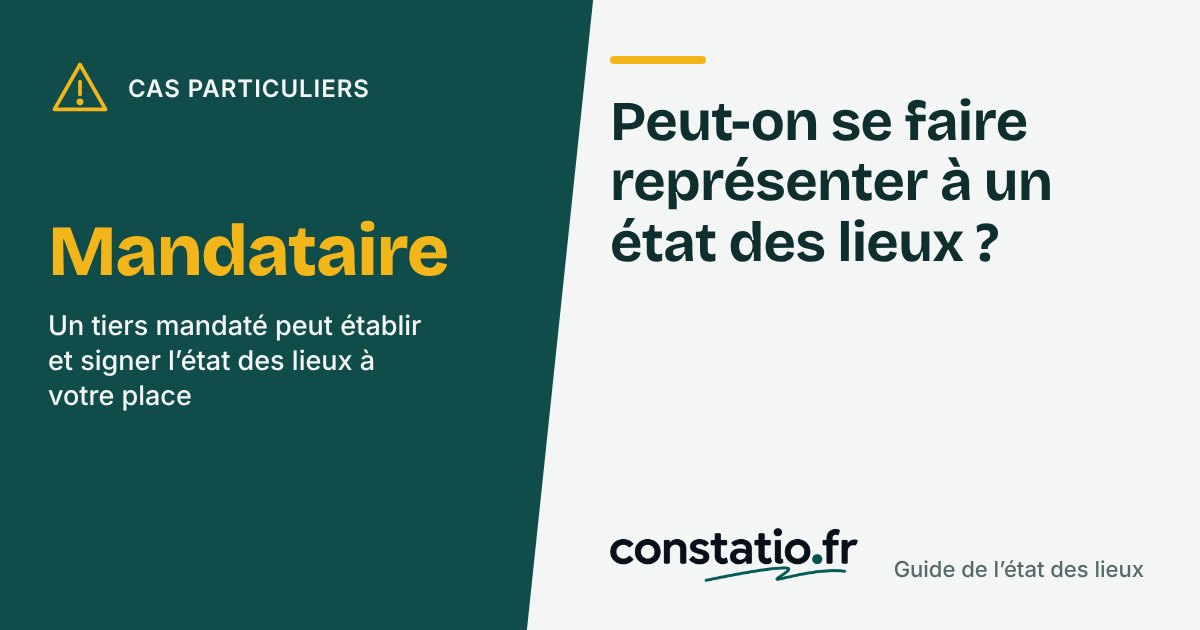 CAS PARTICULIERS
Mandataire
Un tiers mandaté peut établir
et signer l’état des lieux à
votre place
Peut-on se faire
représenter à un
état des lieux ?
constatio.fr
Guide de l’état des lieux